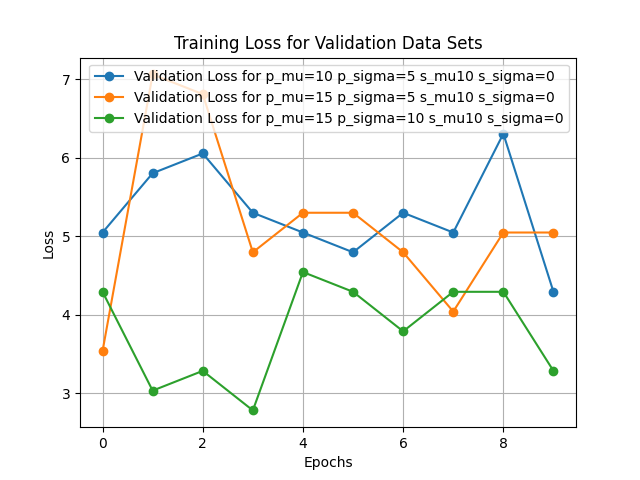 Training Loss for Validation Data Sets
Validation Loss for p_mu=10 p_sigma=5 s_mu10 s_sigma=0
Validation Loss for p_mu=15 p_sigma=5 s_mu10 s_sigma=0
Validation Loss for p_mu=15 p_sigma=10 s_mu10 s_sigma=0
7
6
5
4
3
Loss
0 2 4 6 8
Epochs